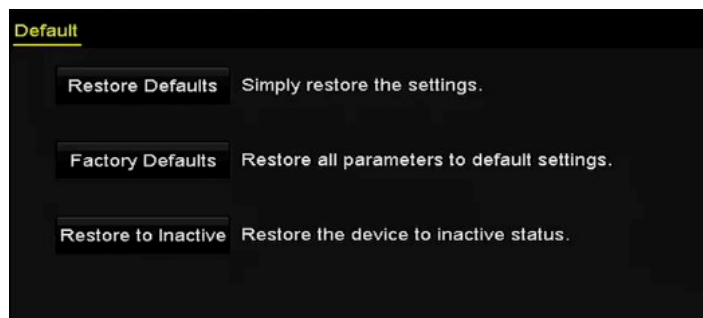 Default
Restore Defaults Simply restore the settings.
Factory Defaults Restore all parameters to default settings.
Restore to Inactive Restore the device to inactive status.